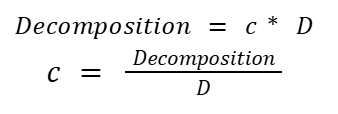 Decomposition = c * D
c = Decomposition / D